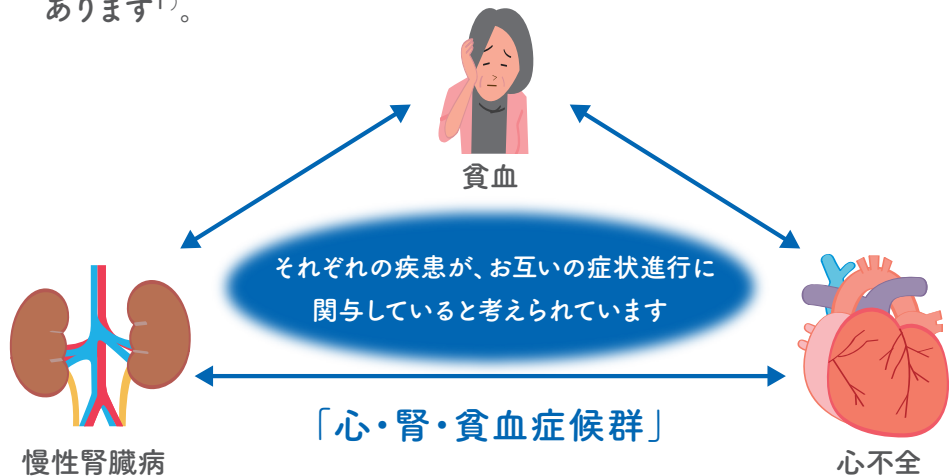 あります¹⁾。
貧血
それぞれの疾患が、お互いの症状進行に
関与していると考えられています
「心・腎・貧血症候群」
慢性腎臓病
心不全